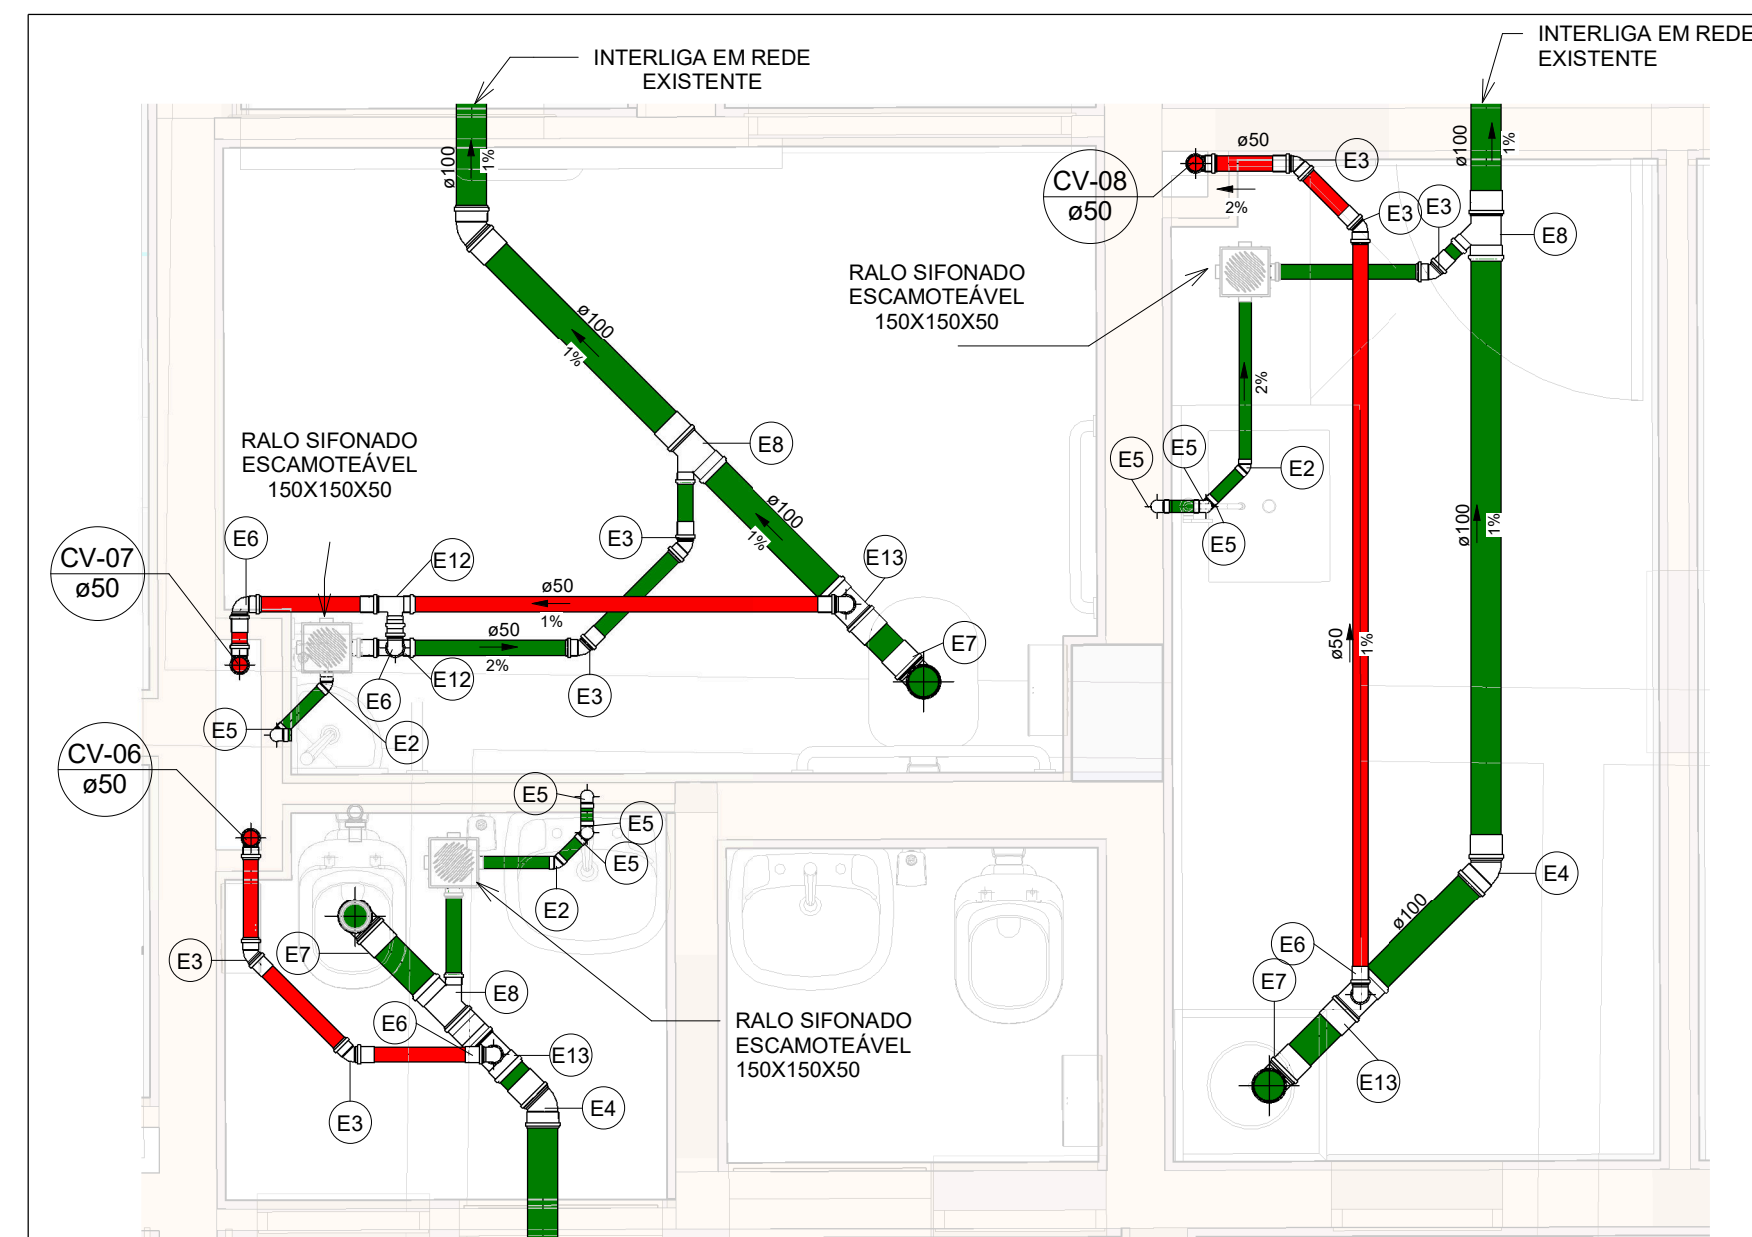 INTERLIGA EM REDE
EXISTENTE
INTERLIGA EM REDE
EXISTENTE
ø100
1%
ø50
E3
ø100
1%
CV-08
ø50
2%
E3
E3
E8
RALO SIFONADO
ESCAMOTEÁVEL
150X150X50
ø100
1%
2%
RALO SIFONADO
ESCAMOTEÁVEL
150X150X50
E8
E5
E5
E2
E5
ø100
1%
ø100
1%
E6
E12
E3
E13
CV-07
ø50
ø50
1%
ø50
2%
E7
ø50
1%
E12
E6
E3
E5
E2
CV-06
ø50
E5
E5
E5
E2
E4
ø100
E3
E7
E8
E6
E7
E6
E13
RALO SIFONADO
ESCAMOTEÁVEL
150X150X50
E13
E4
E3